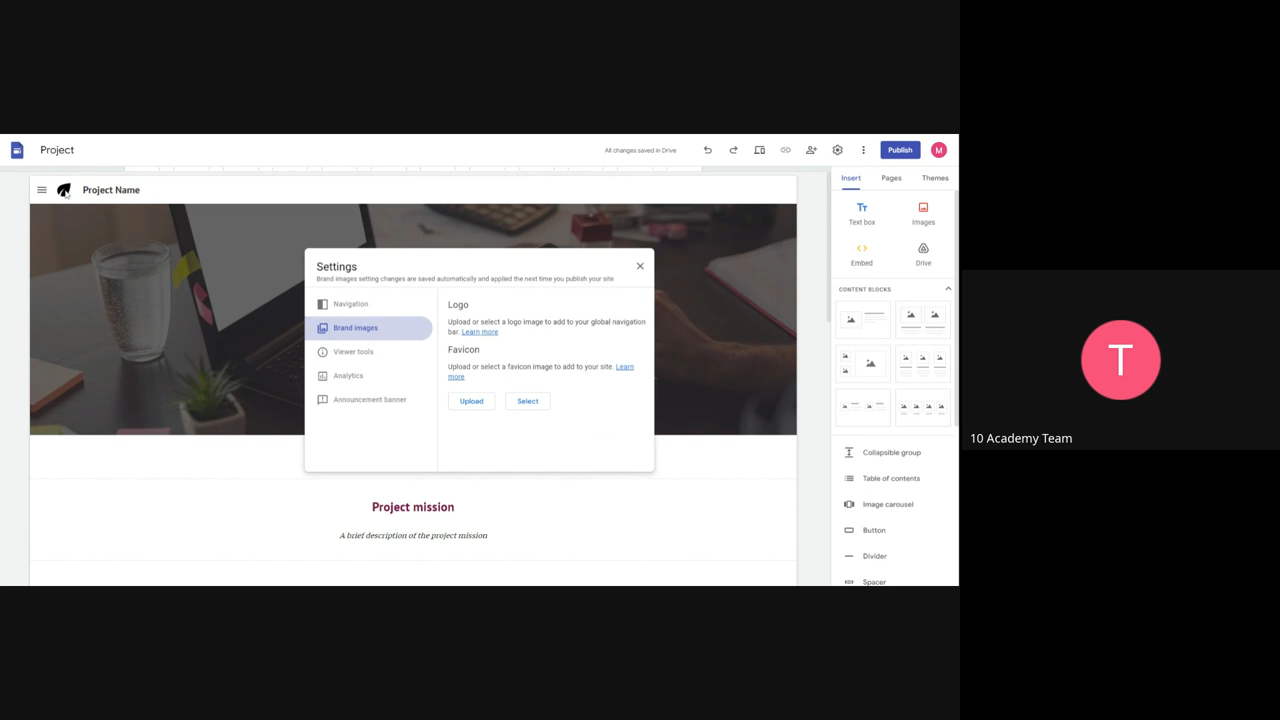 Project
All changes saved in Drive
Publish
M
Project Name
Insert
Pages
Themes
Text box
Images
Embed
Drive
CONTENT BLOCKS
Collapsible group
Table of contents
Image carousel
Button
Divider
Spacer
Settings
Brand images setting changes are saved automatically and applied the next time you publish your site
Navigation
Brand images
Viewer tools
Analytics
Announcement banner
Logo
Upload or select a logo image to add to your global navigation
bar. Learn more
Favicon
Upload or select a favicon image to add to your site. Learn
more
Upload
Select
Project mission
A brief description of the project mission
T
10 Academy Team